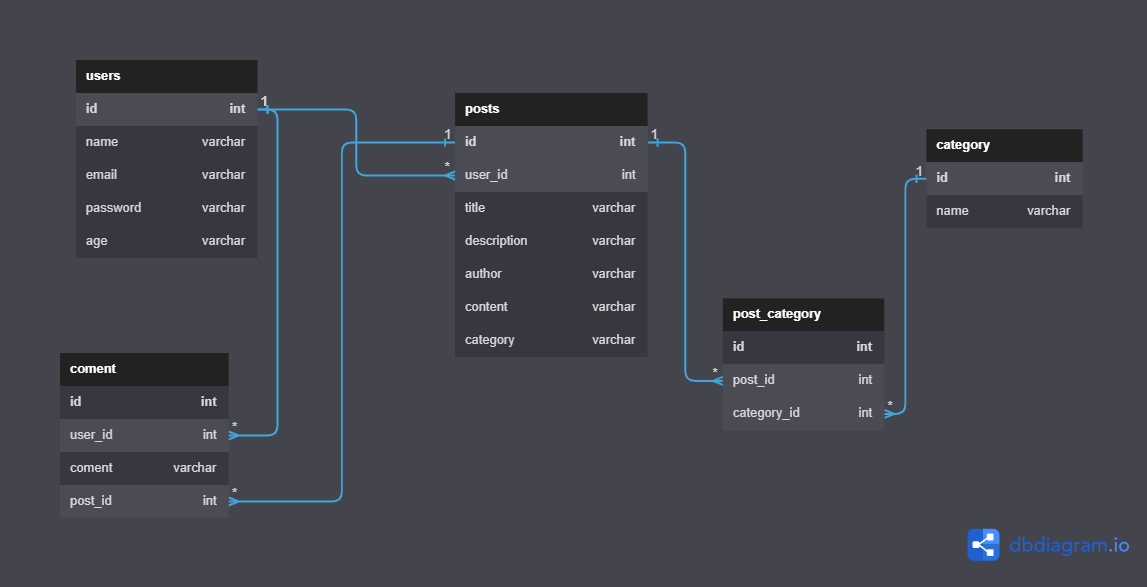 users
id int
name varchar
email varchar
password varchar
age varchar
1
posts
1 id int 1
* user_id int
title varchar
description varchar
author varchar
content varchar
category varchar
category
1 id int
name varchar
post_category
id int
* post_id int
category_id int *
coment
id int
user_id int *
coment varchar
post_id int *
dbdiagram.io